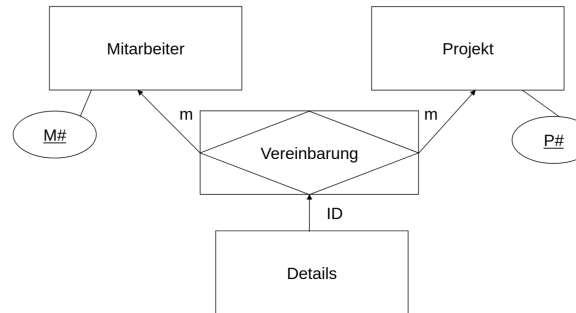 Mitarbeiter
Projekt
m
m
M#
P#
Vereinbarung
ID
Details